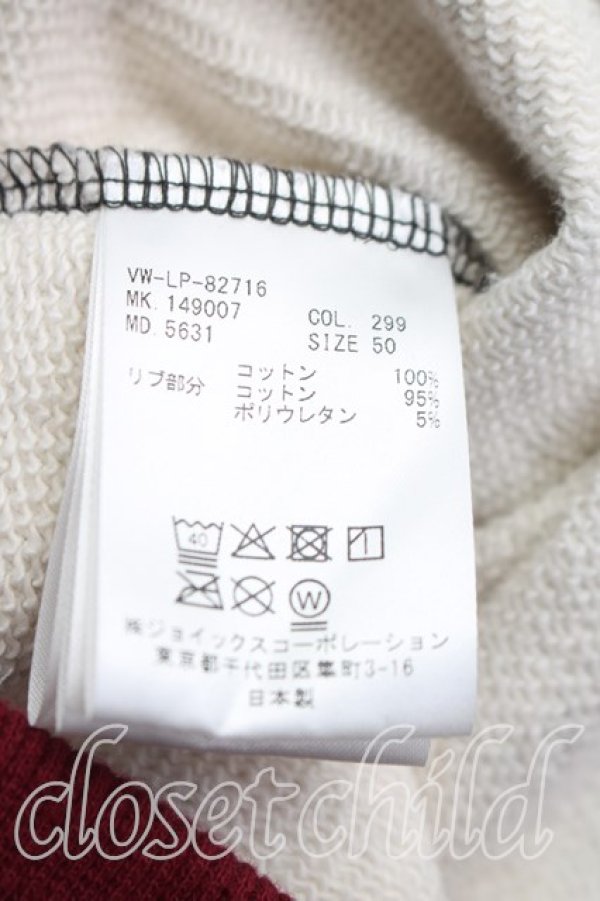 VW-LP-82716
MK. 149007 COL. 299
MD. 5631 SIZE 50
コットン 100%
リブ部分 コットン 95%
ポリウレタン 5%
40
W
㈱ジョイックスコーポレーション
東京都千代田区隼町3-16
日本製
closet child